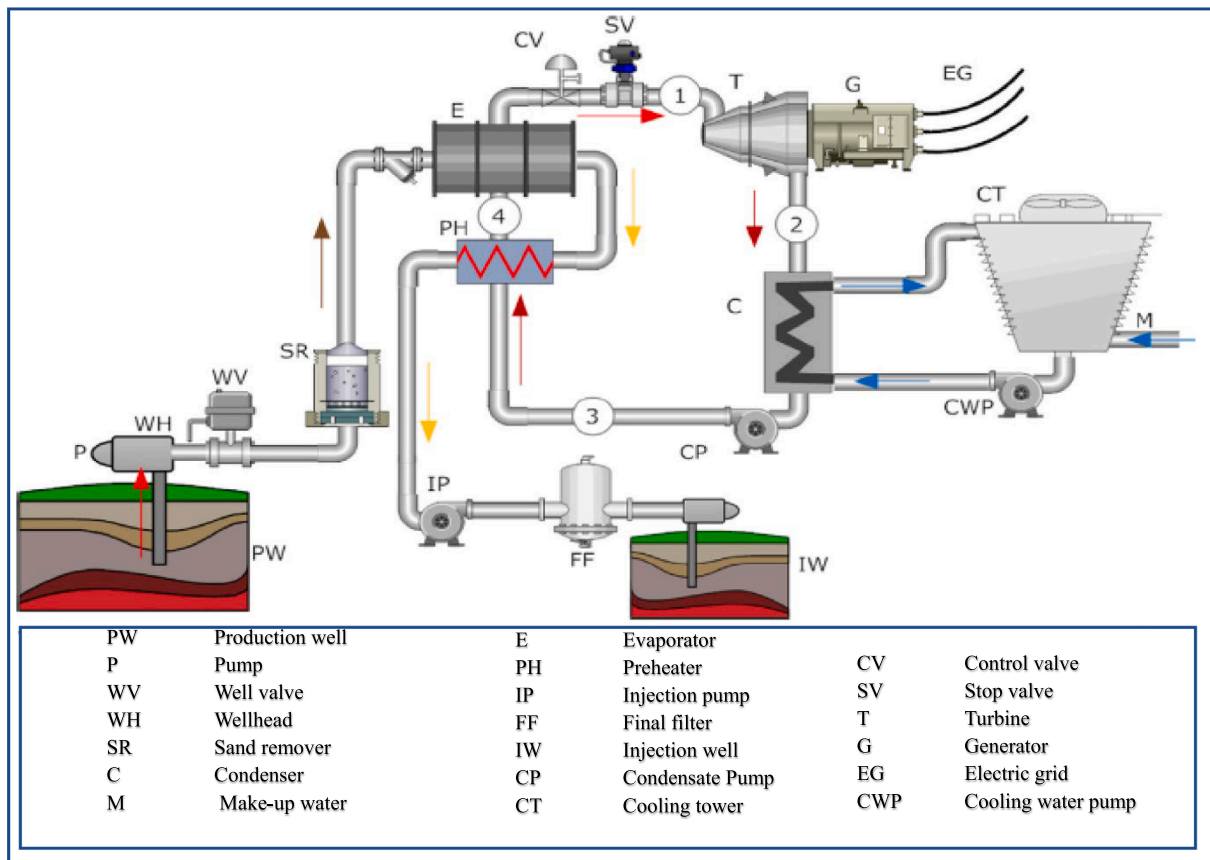 SV
CV
T
G
EG
1
E
CT
4
2
PH
C
M
SR
WV
CWP
WH
3
P
CP
IP
PW
FF
IW
PW Production well
P Pump
WV Well valve
WH Wellhead
SR Sand remover
C Condenser
M Make-up water
E Evaporator
PH Preheater
IP Injection pump
FF Final filter
IW Injection well
CP Condensate Pump
CT Cooling tower
CV Control valve
SV Stop valve
T Turbine
G Generator
EG Electric grid
CWP Cooling water pump